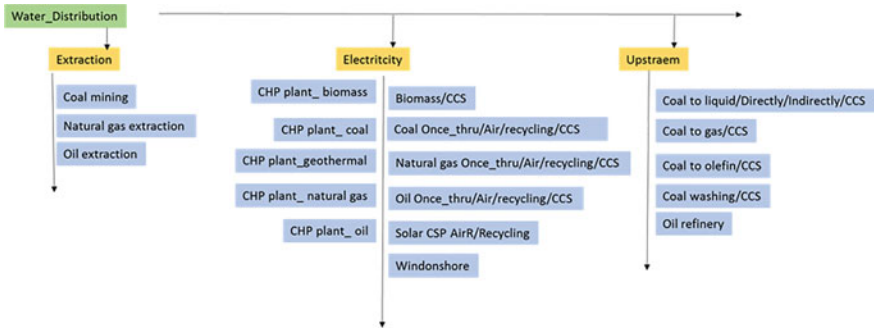 Water_Distribution
Extraction
Electritcity
Upstraem
Coal mining
Natural gas extraction
Oil extraction
CHP plant_ biomass
CHP plant_ coal
CHP plant_geothermal
CHP plant_ natural gas
CHP plant_ oil
Biomass/CCS
Coal Once_thru/Air/recycling/CCS
Natural gas Once_thru/Air/recycling/CCS
Oil Once_thru/Air/recycling/CCS
Solar CSP AirR/Recycling
Windonshore
Coal to liquid/Directly/Indirectly/CCS
Coal to gas/CCS
Coal to olefin/CCS
Coal washing/CCS
Oil refinery